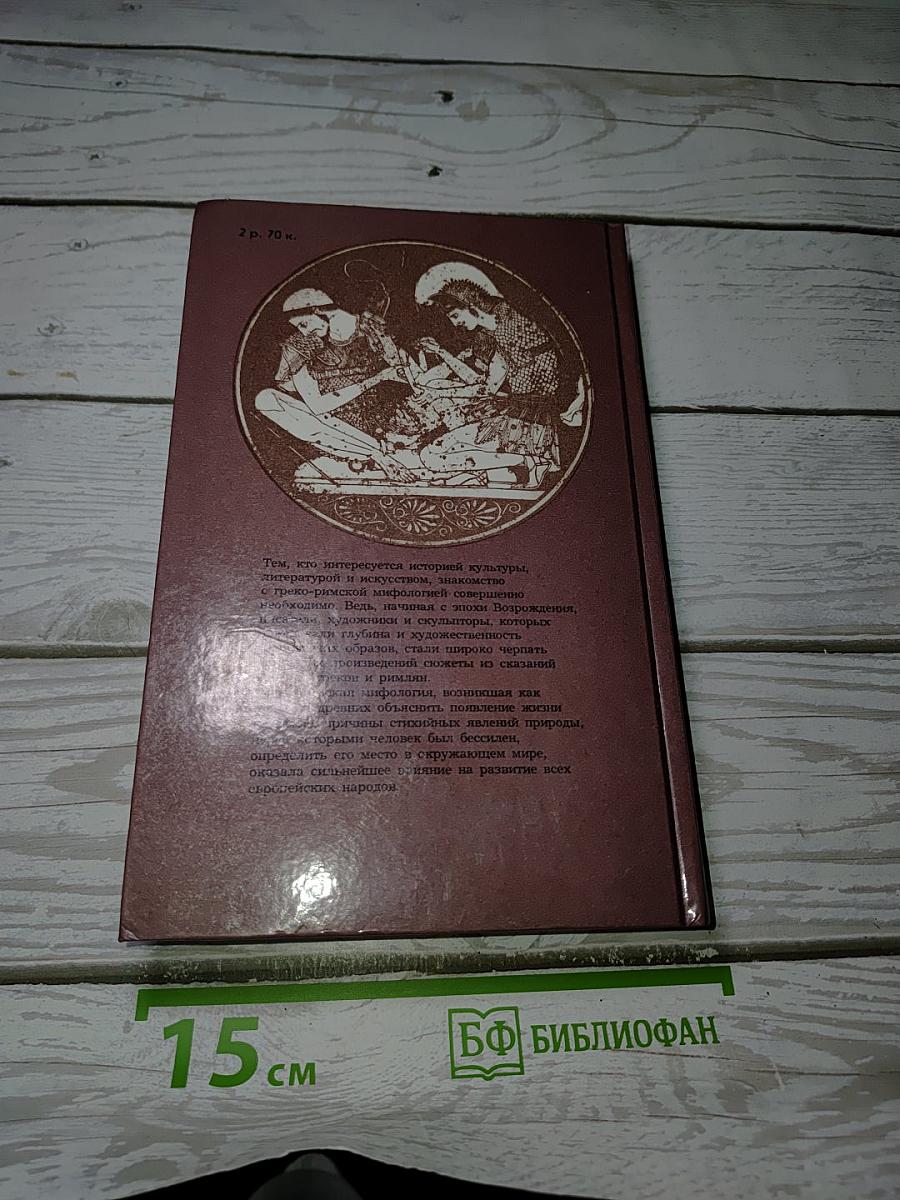 2 р. 70 к.
Тем, кто интересуется историей культуры,
литературой и искусством, знакомство
с греко-римской мифологией совершенно
необходимо. Ведь, начиная с эпохи Возрождения,
художники и скульпторы, которых
глубина и художественность
образов, стали широко черпать
произведений сюжеты из сказаний
и римлян.
мифология, возникшая как
древних объяснить появление жизни
причины стихийных явлений природы,
которыми человек был бессилен,
определить его место в окружающем мире,
оказала сильнейшее влияние на развитие всех
европейских народов.
15 см
БФ БИБЛИОФАН